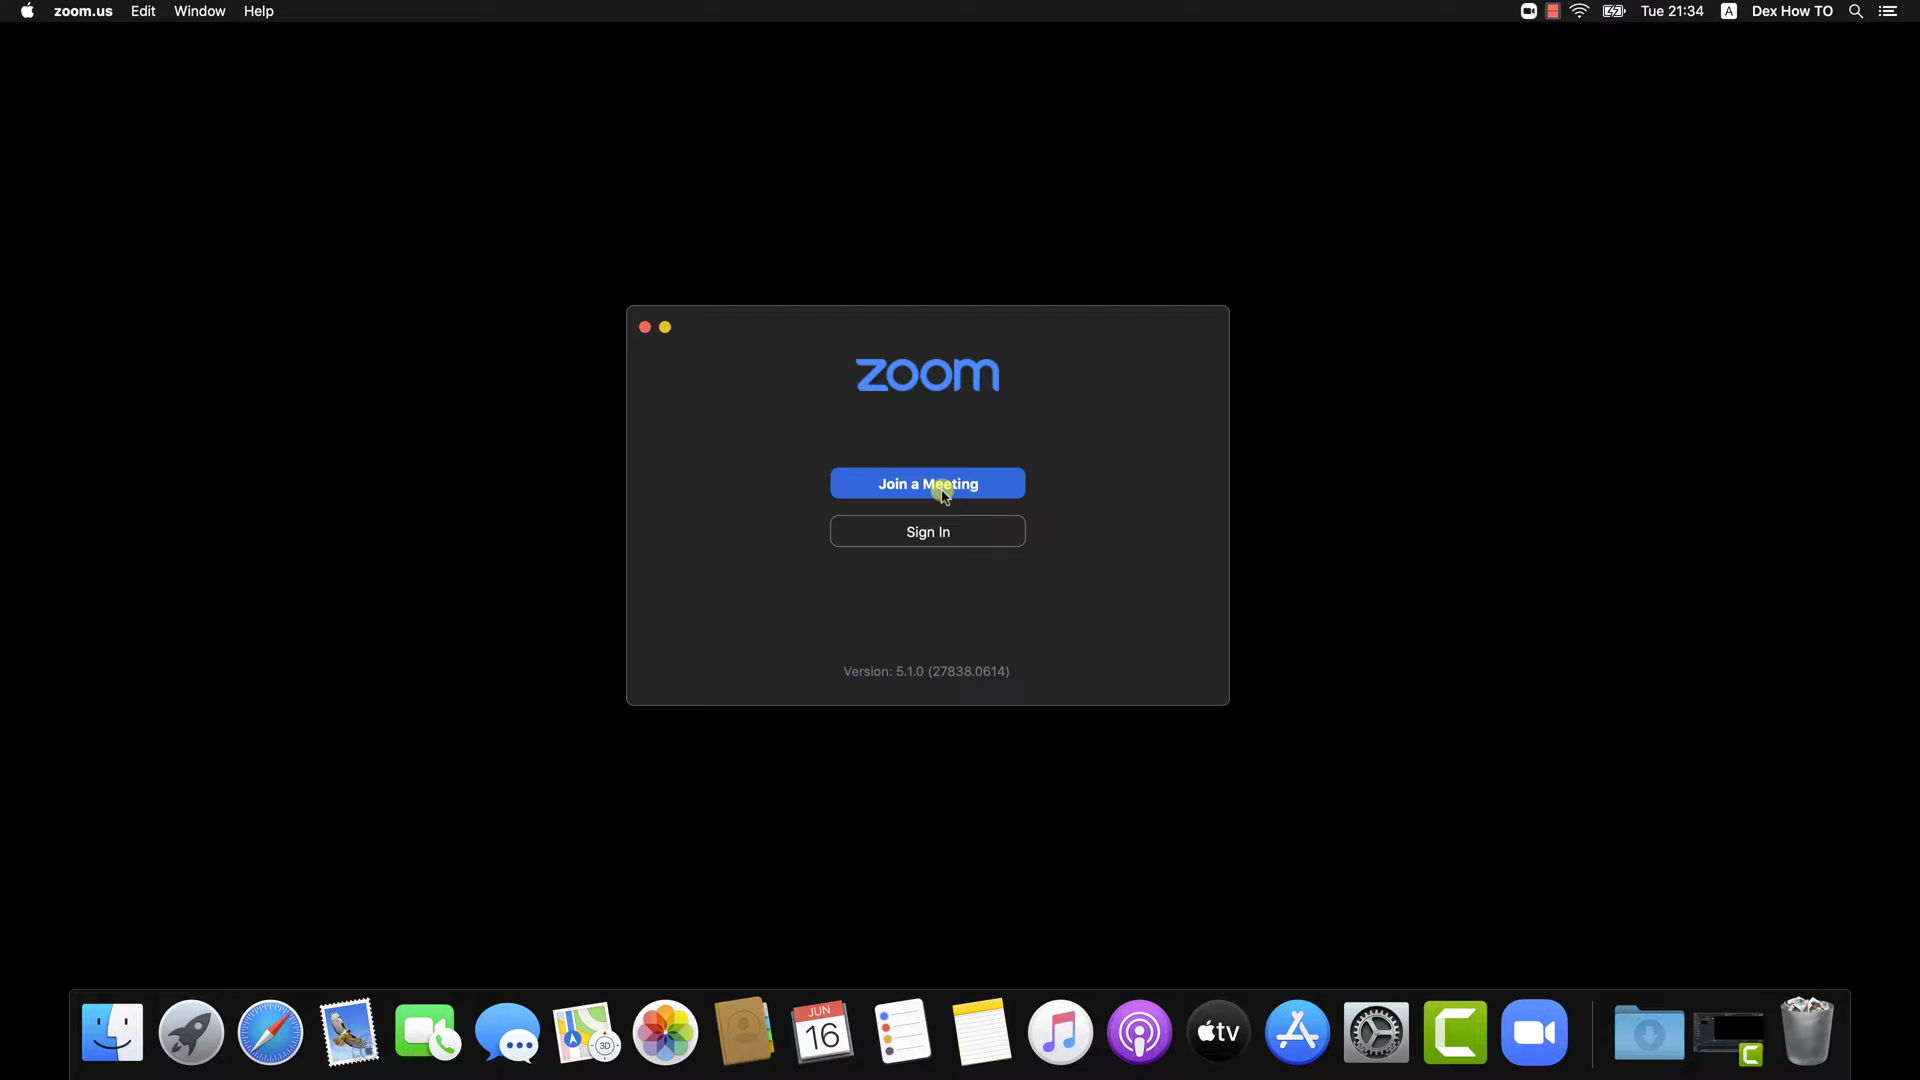 zoom.us Edit Window Help Tue 21:34 A Dex How TO
zoom
Join a Meeting
Sign In
Version: 5.1.0 (27838.0614)
3D
JUN
16
tv